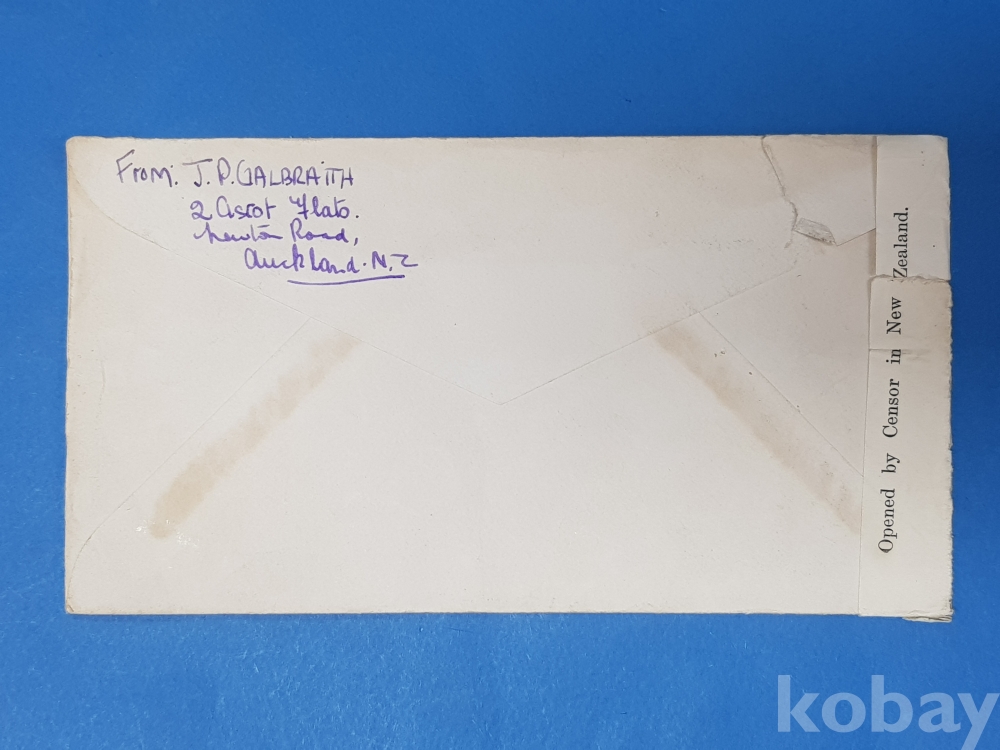 From: J.P. GALBRAITH
2 Ascot Flats.
Newton Road,
Auckland. N.Z
Opened by Censor in New Zealand.
kobay